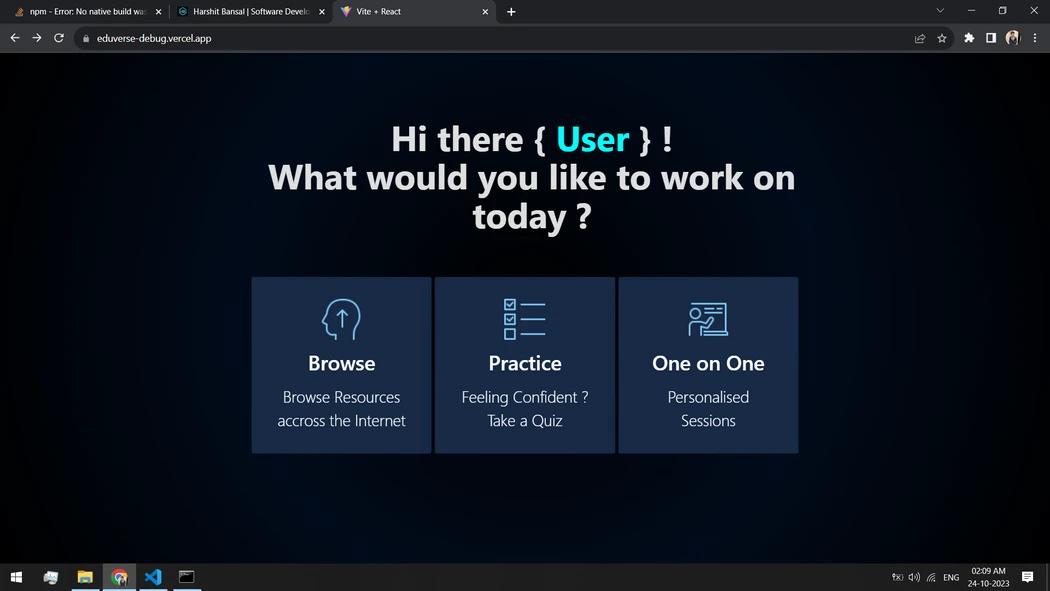 npm - Error: No native build was
Harshit Bansal | Software Develo
Vite + React
eduverse-debug.vercel.app
Hi there { User } !
What would you like to work on
today ?
Browse
Browse Resources
accross the Internet
Practice
Feeling Confident ?
Take a Quiz
One on One
Personalised
Sessions
ENG
02:09 AM
24-10-2023